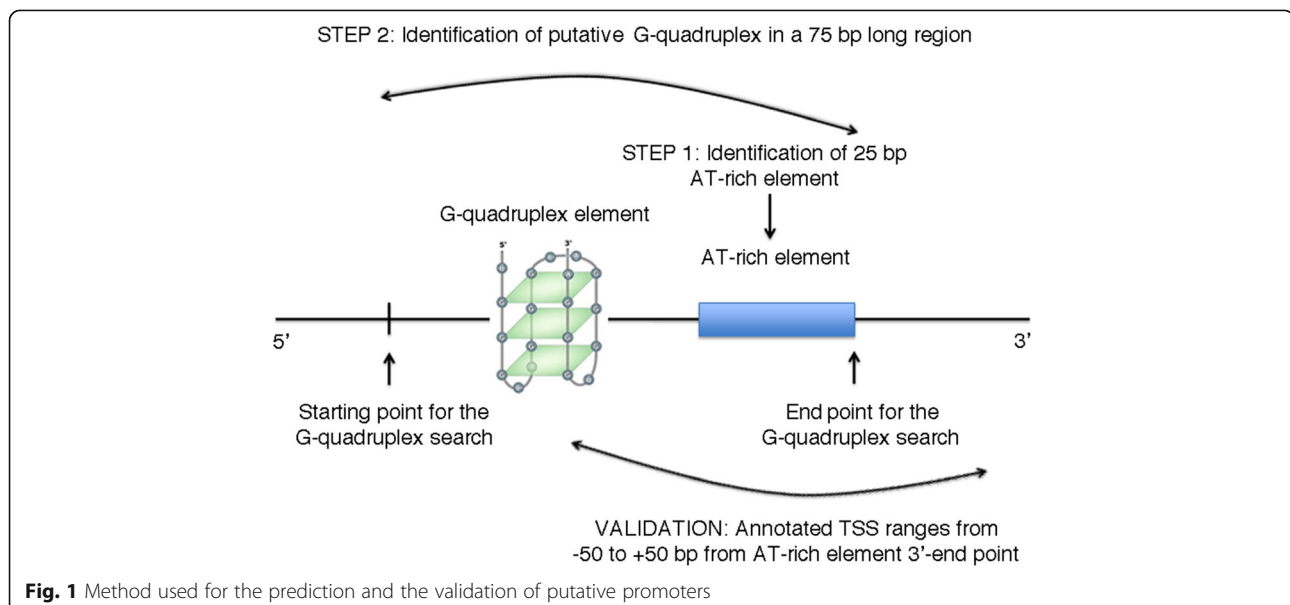 STEP 2: Identification of putative G-quadruplex in a 75 bp long region
STEP 1: Identification of 25 bp
AT-rich element
G-quadruplex element
AT-rich element
5'
3'
5’
3’
Starting point for the
G-quadruplex search
End point for the
G-quadruplex search
VALIDATION: Annotated TSS ranges from
-50 to +50 bp from AT-rich element 3’-end point
Fig. 1 Method used for the prediction and the validation of putative promoters